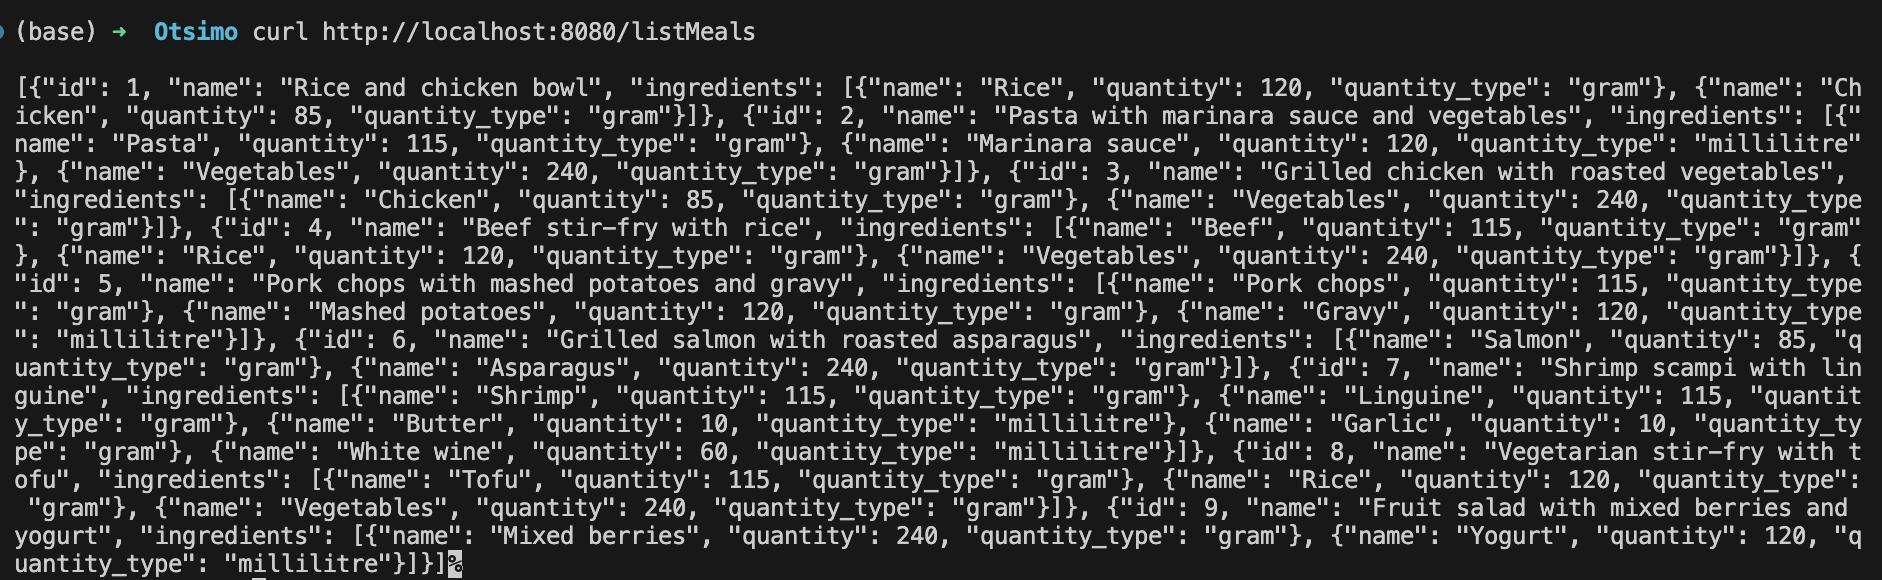 (base) ➜  Otsimo curl http://localhost:8080/listMeals
[{"id": 1, "name": "Rice and chicken bowl", "ingredients": [{"name": "Rice", "quantity": 120, "quantity_type": "gram"}, {"name": "Ch
icken", "quantity": 85, "quantity_type": "gram"}]}, {"id": 2, "name": "Pasta with marinara sauce and vegetables", "ingredients": [{"
name": "Pasta", "quantity": 115, "quantity_type": "gram"}, {"name": "Marinara sauce", "quantity": 120, "quantity_type": "millilitre"
}, {"name": "Vegetables", "quantity": 240, "quantity_type": "gram"}]}, {"id": 3, "name": "Grilled chicken with roasted vegetables",
"ingredients": [{"name": "Chicken", "quantity": 85, "quantity_type": "gram"}, {"name": "Vegetables", "quantity": 240, "quantity_type
": "gram"}]}, {"id": 4, "name": "Beef stir-fry with rice", "ingredients": [{"name": "Beef", "quantity": 115, "quantity_type": "gram"
}, {"name": "Rice", "quantity": 120, "quantity_type": "gram"}, {"name": "Vegetables", "quantity": 240, "quantity_type": "gram"}]}, {
"id": 5, "name": "Pork chops with mashed potatoes and gravy", "ingredients": [{"name": "Pork chops", "quantity": 115, "quantity_type
": "gram"}, {"name": "Mashed potatoes", "quantity": 120, "quantity_type": "gram"}, {"name": "Gravy", "quantity": 120, "quantity_type
": "millilitre"}]}, {"id": 6, "name": "Grilled salmon with roasted asparagus", "ingredients": [{"name": "Salmon", "quantity": 85, "q
uantity_type": "gram"}, {"name": "Asparagus", "quantity": 240, "quantity_type": "gram"}]}, {"id": 7, "name": "Shrimp scampi with lin
guine", "ingredients": [{"name": "Shrimp", "quantity": 115, "quantity_type": "gram"}, {"name": "Linguine", "quantity": 115, "quantit
y_type": "gram"}, {"name": "Butter", "quantity": 10, "quantity_type": "millilitre"}, {"name": "Garlic", "quantity": 10, "quantity_ty
pe": "gram"}, {"name": "White wine", "quantity": 60, "quantity_type": "millilitre"}]}, {"id": 8, "name": "Vegetarian stir-fry with t
ofu", "ingredients": [{"name": "Tofu", "quantity": 115, "quantity_type": "gram"}, {"name": "Rice", "quantity": 120, "quantity_type":
 "gram"}, {"name": "Vegetables", "quantity": 240, "quantity_type": "gram"}]}, {"id": 9, "name": "Fruit salad with mixed berries and
yogurt", "ingredients": [{"name": "Mixed berries", "quantity": 240, "quantity_type": "gram"}, {"name": "Yogurt", "quantity": 120, "q
uantity_type": "millilitre"}]}]%